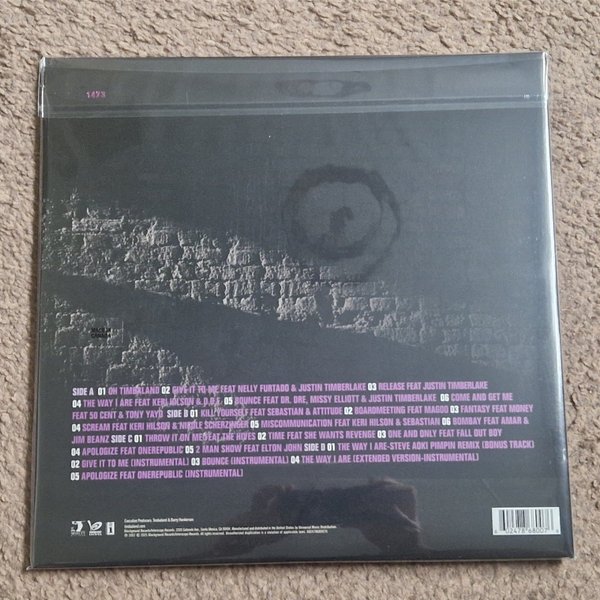 1473
SIDE A 01 OH TIMBALAND 02 GIVE IT TO ME FEAT NELLY FURTADO & JUSTIN TIMBERLAKE 03 RELEASE FEAT JUSTIN TIMBERLAKE
04 THE WAY I ARE FEAT KERI HILSON & D.O.E. 05 BOUNCE FEAT DR. DRE, MISSY ELLIOTT & JUSTIN TIMBERLAKE 06 COME AND GET ME
FEAT 50 CENT & TONY YAYO SIDE B 01 KILL YOURSELF FEAT SEBASTIAN & ATTITUDE 02 BOARDMEETING FEAT MAGOO 03 FANTASY FEAT MONEY
04 SCREAM FEAT KERI HILSON & NICOLE SCHERZINGER 05 MISCOMMUNICATION FEAT KERI HILSON & SEBASTIAN 06 BOMBAY FEAT AMAR &
JIM BEANZ SIDE C 01 THROW IT ON ME FEAT THE HIVES 02 TIME FEAT SHE WANTS REVENGE 03 ONE AND ONLY FEAT FALL OUT BOY
04 APOLOGIZE FEAT ONEREPUBLIC 05 2 MAN SHOW FEAT ELTON JOHN SIDE D 01 THE WAY I ARE-STEVE AOKI PIMPIN REMIX (BONUS TRACK)
02 GIVE IT TO ME (INSTRUMENTAL) 03 BOUNCE (INSTRUMENTAL) 04 THE WAY I ARE (EXTENDED VERSION-INSTRUMENTAL)
05 APOLOGIZE FEAT ONEREPUBLIC (INSTRUMENTAL)
Executive Producers: Timbaland & Barry Hankerson
timbaland.com